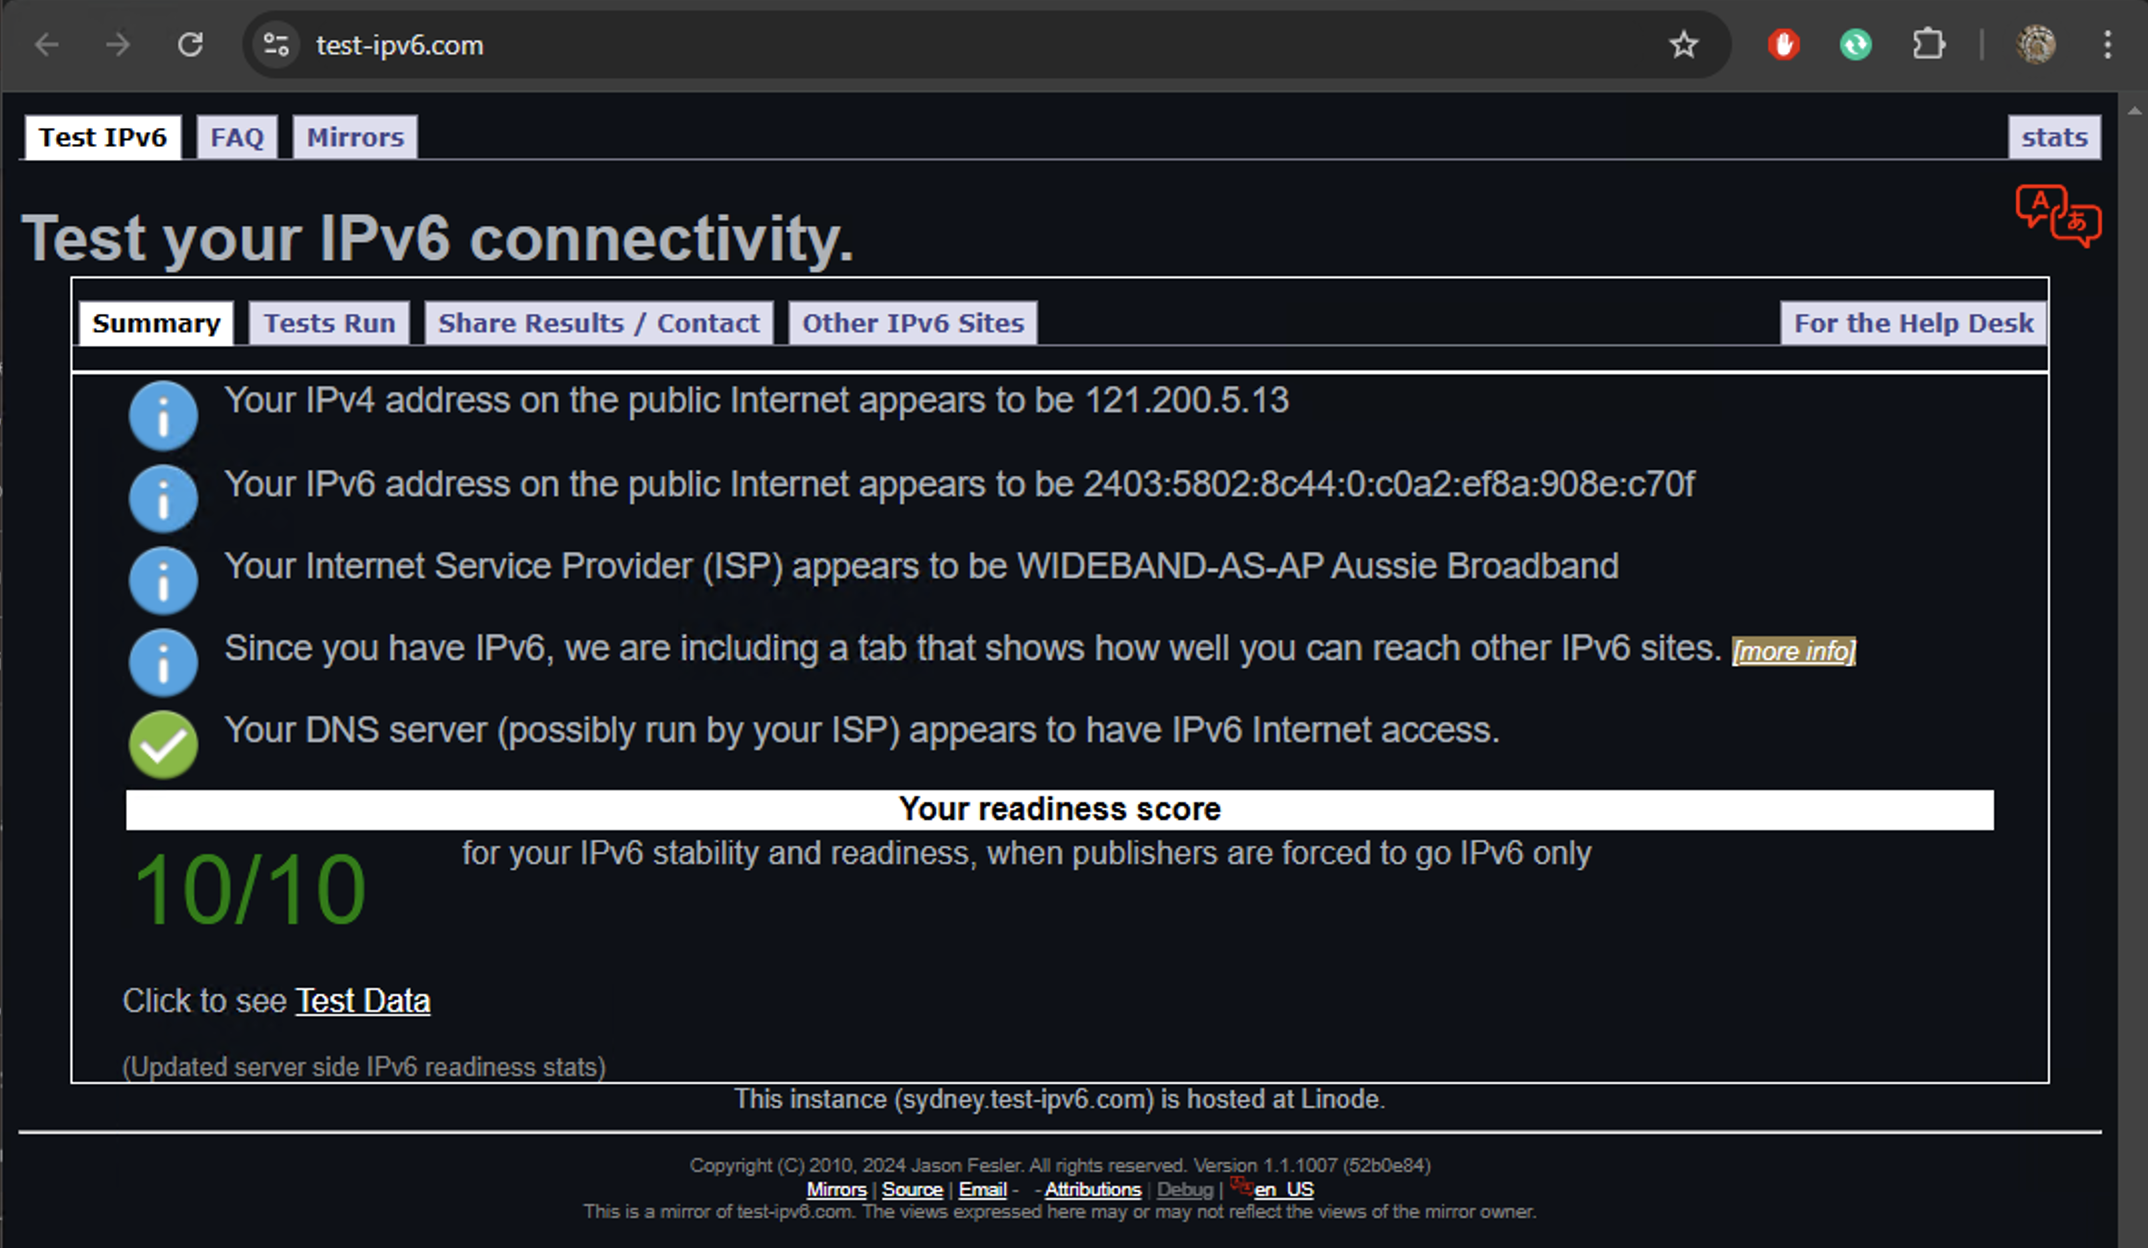 test-ipv6.com
Test IPv6 FAQ Mirrors stats
A あ
Test your IPv6 connectivity.
Summary Tests Run Share Results / Contact Other IPv6 Sites For the Help Desk
Your IPv4 address on the public Internet appears to be 121.200.5.13
Your IPv6 address on the public Internet appears to be 2403:5802:8c44:0:c0a2:ef8a:908e:c70f
Your Internet Service Provider (ISP) appears to be WIDEBAND-AS-AP Aussie Broadband
Since you have IPv6, we are including a tab that shows how well you can reach other IPv6 sites. [more info]
Your DNS server (possibly run by your ISP) appears to have IPv6 Internet access.
Your readiness score
10/10 for your IPv6 stability and readiness, when publishers are forced to go IPv6 only
Click to see Test Data
(Updated server side IPv6 readiness stats)
This instance (sydney.test-ipv6.com) is hosted at Linode.
Copyright (C) 2010, 2024 Jason Fesler. All rights reserved. Version 1.1.1007 (52b0e84)
Mirrors | Source | Email - - Attributions | Debug | en_US
This is a mirror of test-ipv6.com. The views expressed here may or may not reflect the views of the mirror owner.